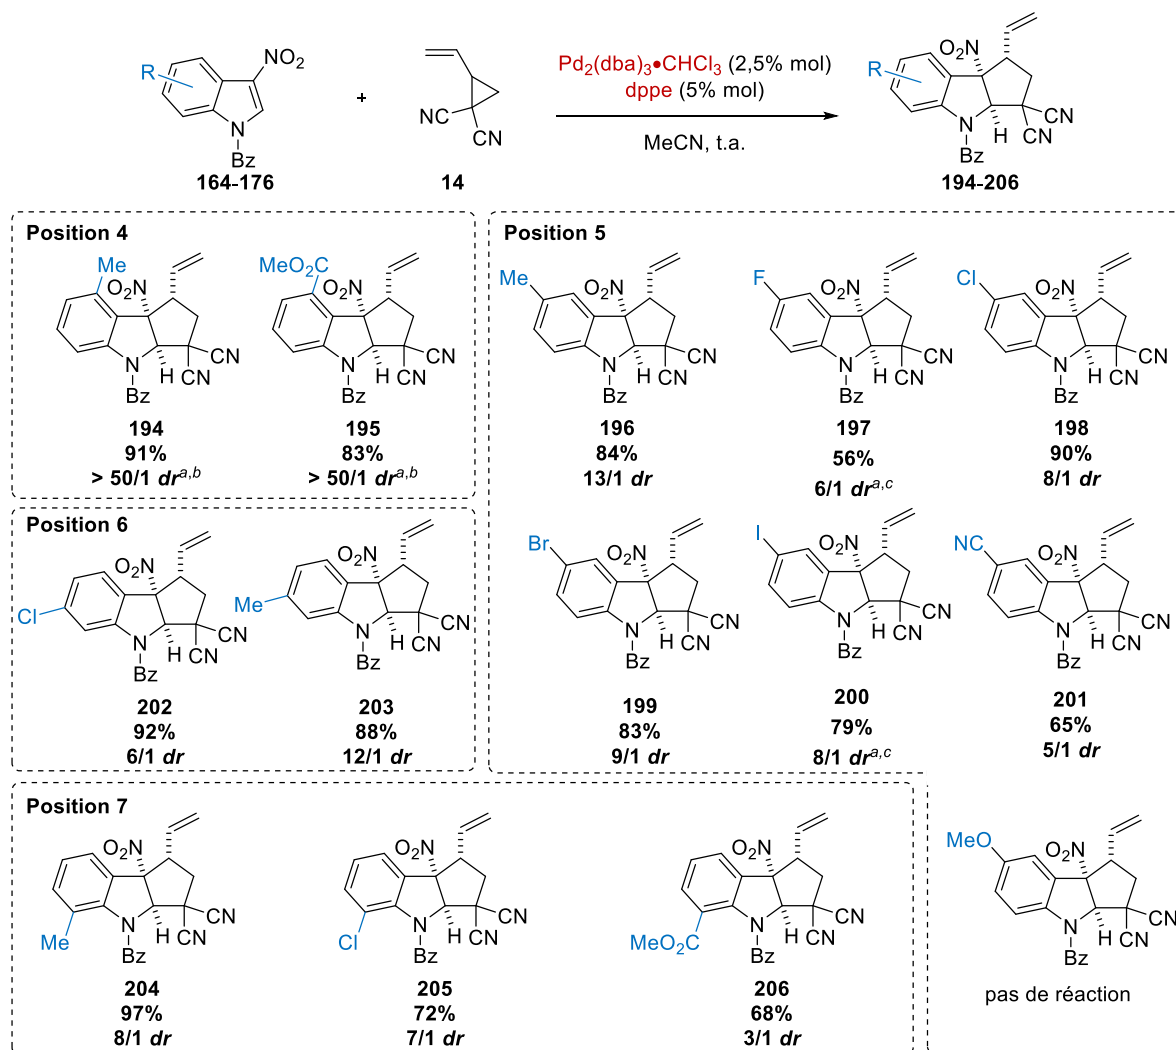 R
NO2
N
Bz
164-176
+
CN
CN
14
Pd2(dba)3•CHCl3 (2,5% mol)
dppe (5% mol)
MeCN, t.a.
R
O2N
N
H
Bz
CN
CN
194-206
Position 4
Me
O2N
N
H
Bz
CN
CN
194
91%
> 50/1 dr a,b
MeO2C
O2N
N
H
Bz
CN
CN
195
83%
> 50/1 dr a,b
Position 5
Me
O2N
N
H
Bz
CN
CN
196
84%
13/1 dr
F
O2N
N
H
Bz
CN
CN
197
56%
6/1 dr a,c
Cl
O2N
N
H
Bz
CN
CN
198
90%
8/1 dr
Br
O2N
N
H
Bz
CN
CN
199
83%
9/1 dr
I
O2N
N
H
Bz
CN
CN
200
79%
8/1 dr a,c
NC
O2N
N
H
Bz
CN
CN
201
65%
5/1 dr
Position 6
Cl
O2N
N
H
Bz
CN
CN
202
92%
6/1 dr
Me
O2N
N
H
Bz
CN
CN
203
88%
12/1 dr
Position 7
Me
O2N
N
H
Bz
CN
CN
204
97%
8/1 dr
Cl
O2N
N
H
Bz
CN
CN
205
72%
7/1 dr
MeO2C
O2N
N
H
Bz
CN
CN
206
68%
3/1 dr
MeO
O2N
N
H
Bz
CN
CN
pas de réaction